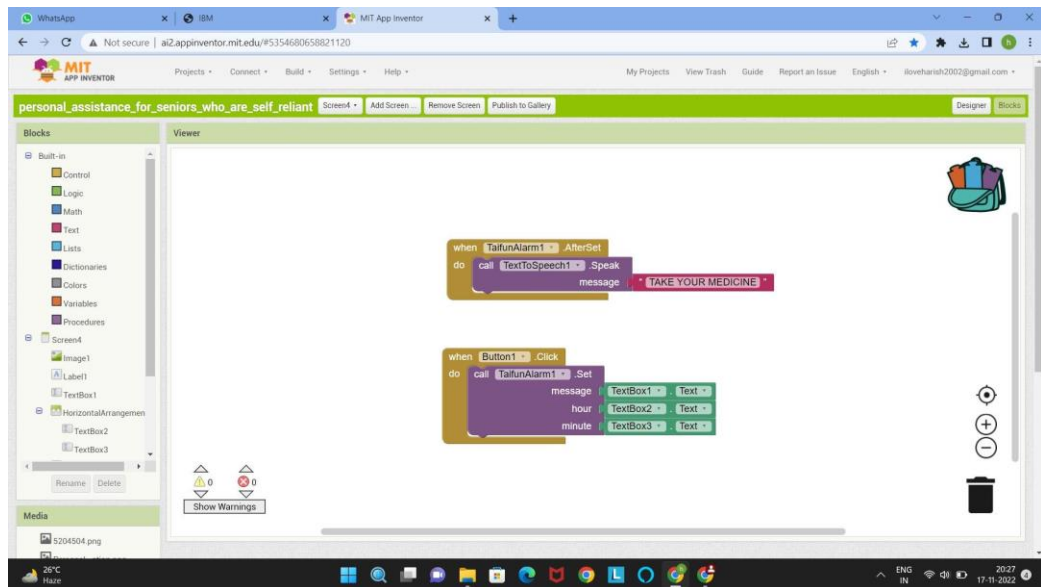 WhatsApp
IBM
MIT App Inventor
Not secure ai2.appinventor.mit.edu/#5354680658821120
MIT
APP INVENTOR
Projects Connect Build Settings Help My Projects View Trash Guide Report an Issue English iloveharish2002@gmail.com
personal_assistance_for_seniors_who_are_self_reliant Screen4 Add Screen ... Remove Screen Publish to Gallery Designer Blocks
Blocks
Viewer
Built-in
Control
Logic
Math
Text
Lists
Dictionaries
Colors
Variables
Procedures
Screen4
Image1
Label1
TextBox1
HorizontalArrangemen
TextBox2
TextBox3
Rename Delete
Media
5204504.png
when TaifunAlarm1 .AfterSet
do call TextToSpeech1 .Speak
message " TAKE YOUR MEDICINE "
when Button1 .Click
do call TaifunAlarm1 .Set
message TextBox1 . Text
hour TextBox2 . Text
minute TextBox3 . Text
0 0
Show Warnings
26°C
Haze
ENG
IN
20:27
17-11-2022